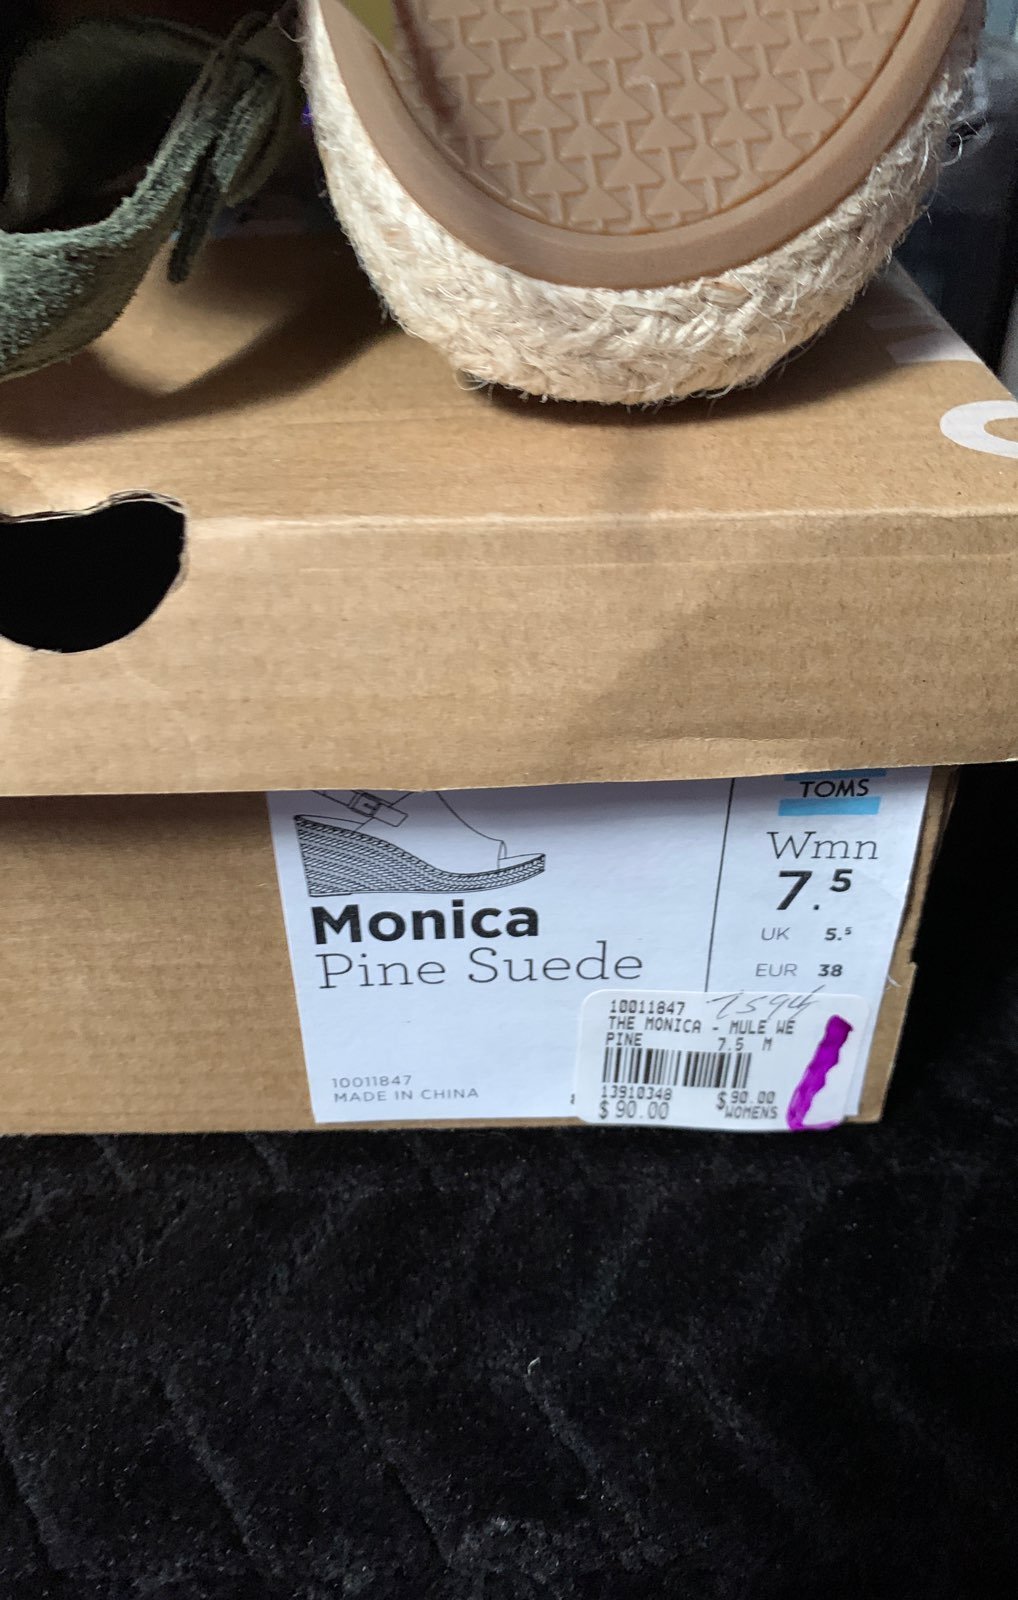 TOMS
Wmn
7.5
UK 5.5
EUR 38
Monica
Pine Suede
10011847
MADE IN CHINA
10011847
THE MONICA - MULE WE
PINE 7.5 M
13910348 $90.00
$90.00 WOMENS